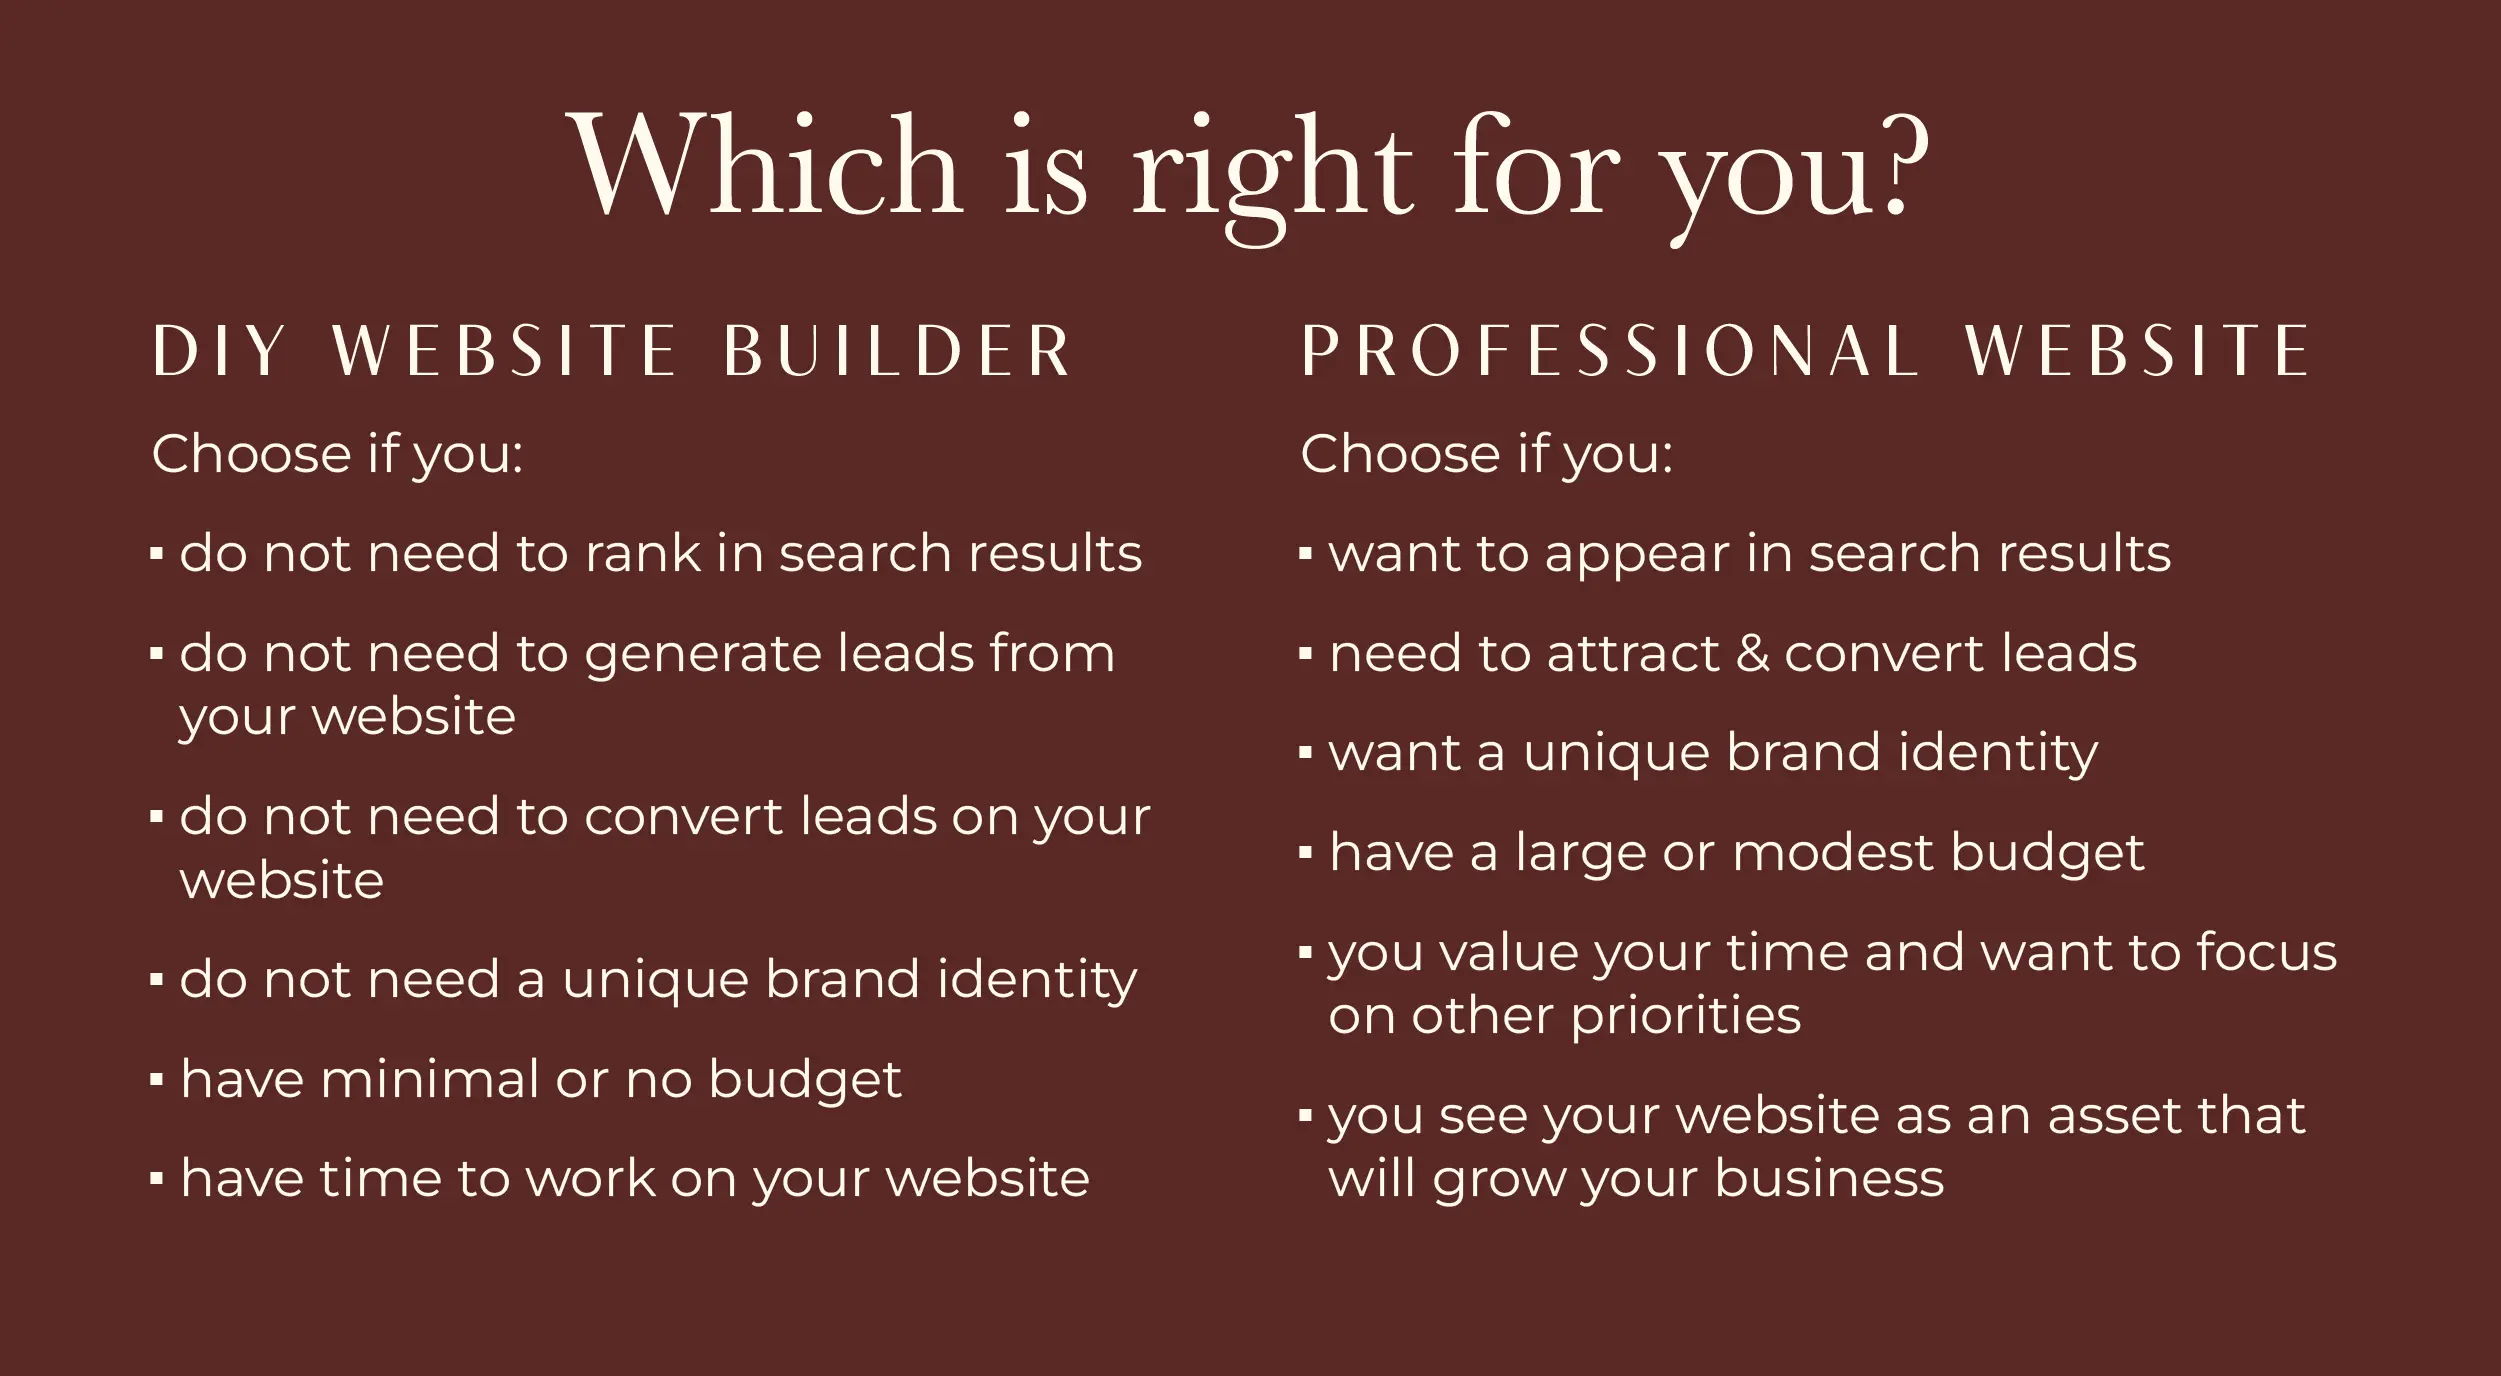 Which is right for you?
DIY WEBSITE BUILDER
Choose if you:
▪ do not need to rank in search results
▪ do not need to generate leads from
your website
▪ do not need to convert leads on your
website
▪ do not need a unique brand identity
▪ have minimal or no budget
▪ have time to work on your website
PROFESSIONAL WEBSITE
Choose if you:
▪ want to appear in search results
▪ need to attract & convert leads
▪ want a unique brand identity
▪ have a large or modest budget
▪ you value your time and want to focus
on other priorities
▪ you see your website as an asset that
will grow your business